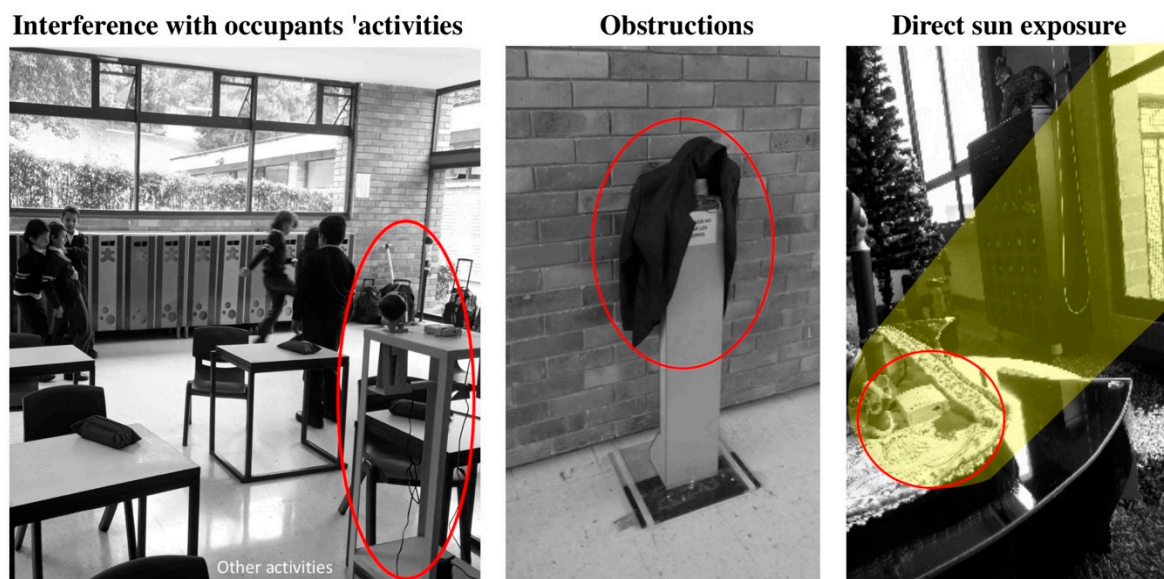 Interference with occupants 'activities
Obstructions
Direct sun exposure
Other activities